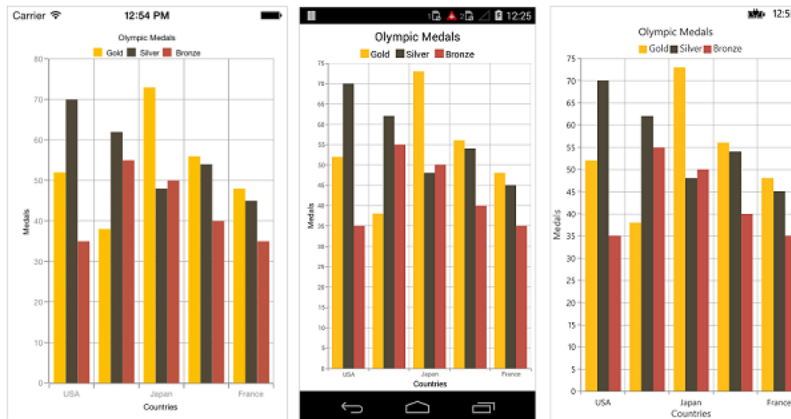 Carrier 12:54 PM
Olympic Medals
Gold Silver Bronze
80
70
60
50
40
30
20
10
0
Medals
USA Japan France
Countries
12:25
Olympic Medals
Gold Silver Bronze
75
70
65
60
55
50
45
40
35
30
25
20
15
10
5
0
Medals
USA Japan France
Countries
Olympic Medals
Gold Silver Bronze
75
70
65
60
55
50
45
40
35
30
25
20
15
10
5
0
Medals
USA Japan France
Countries